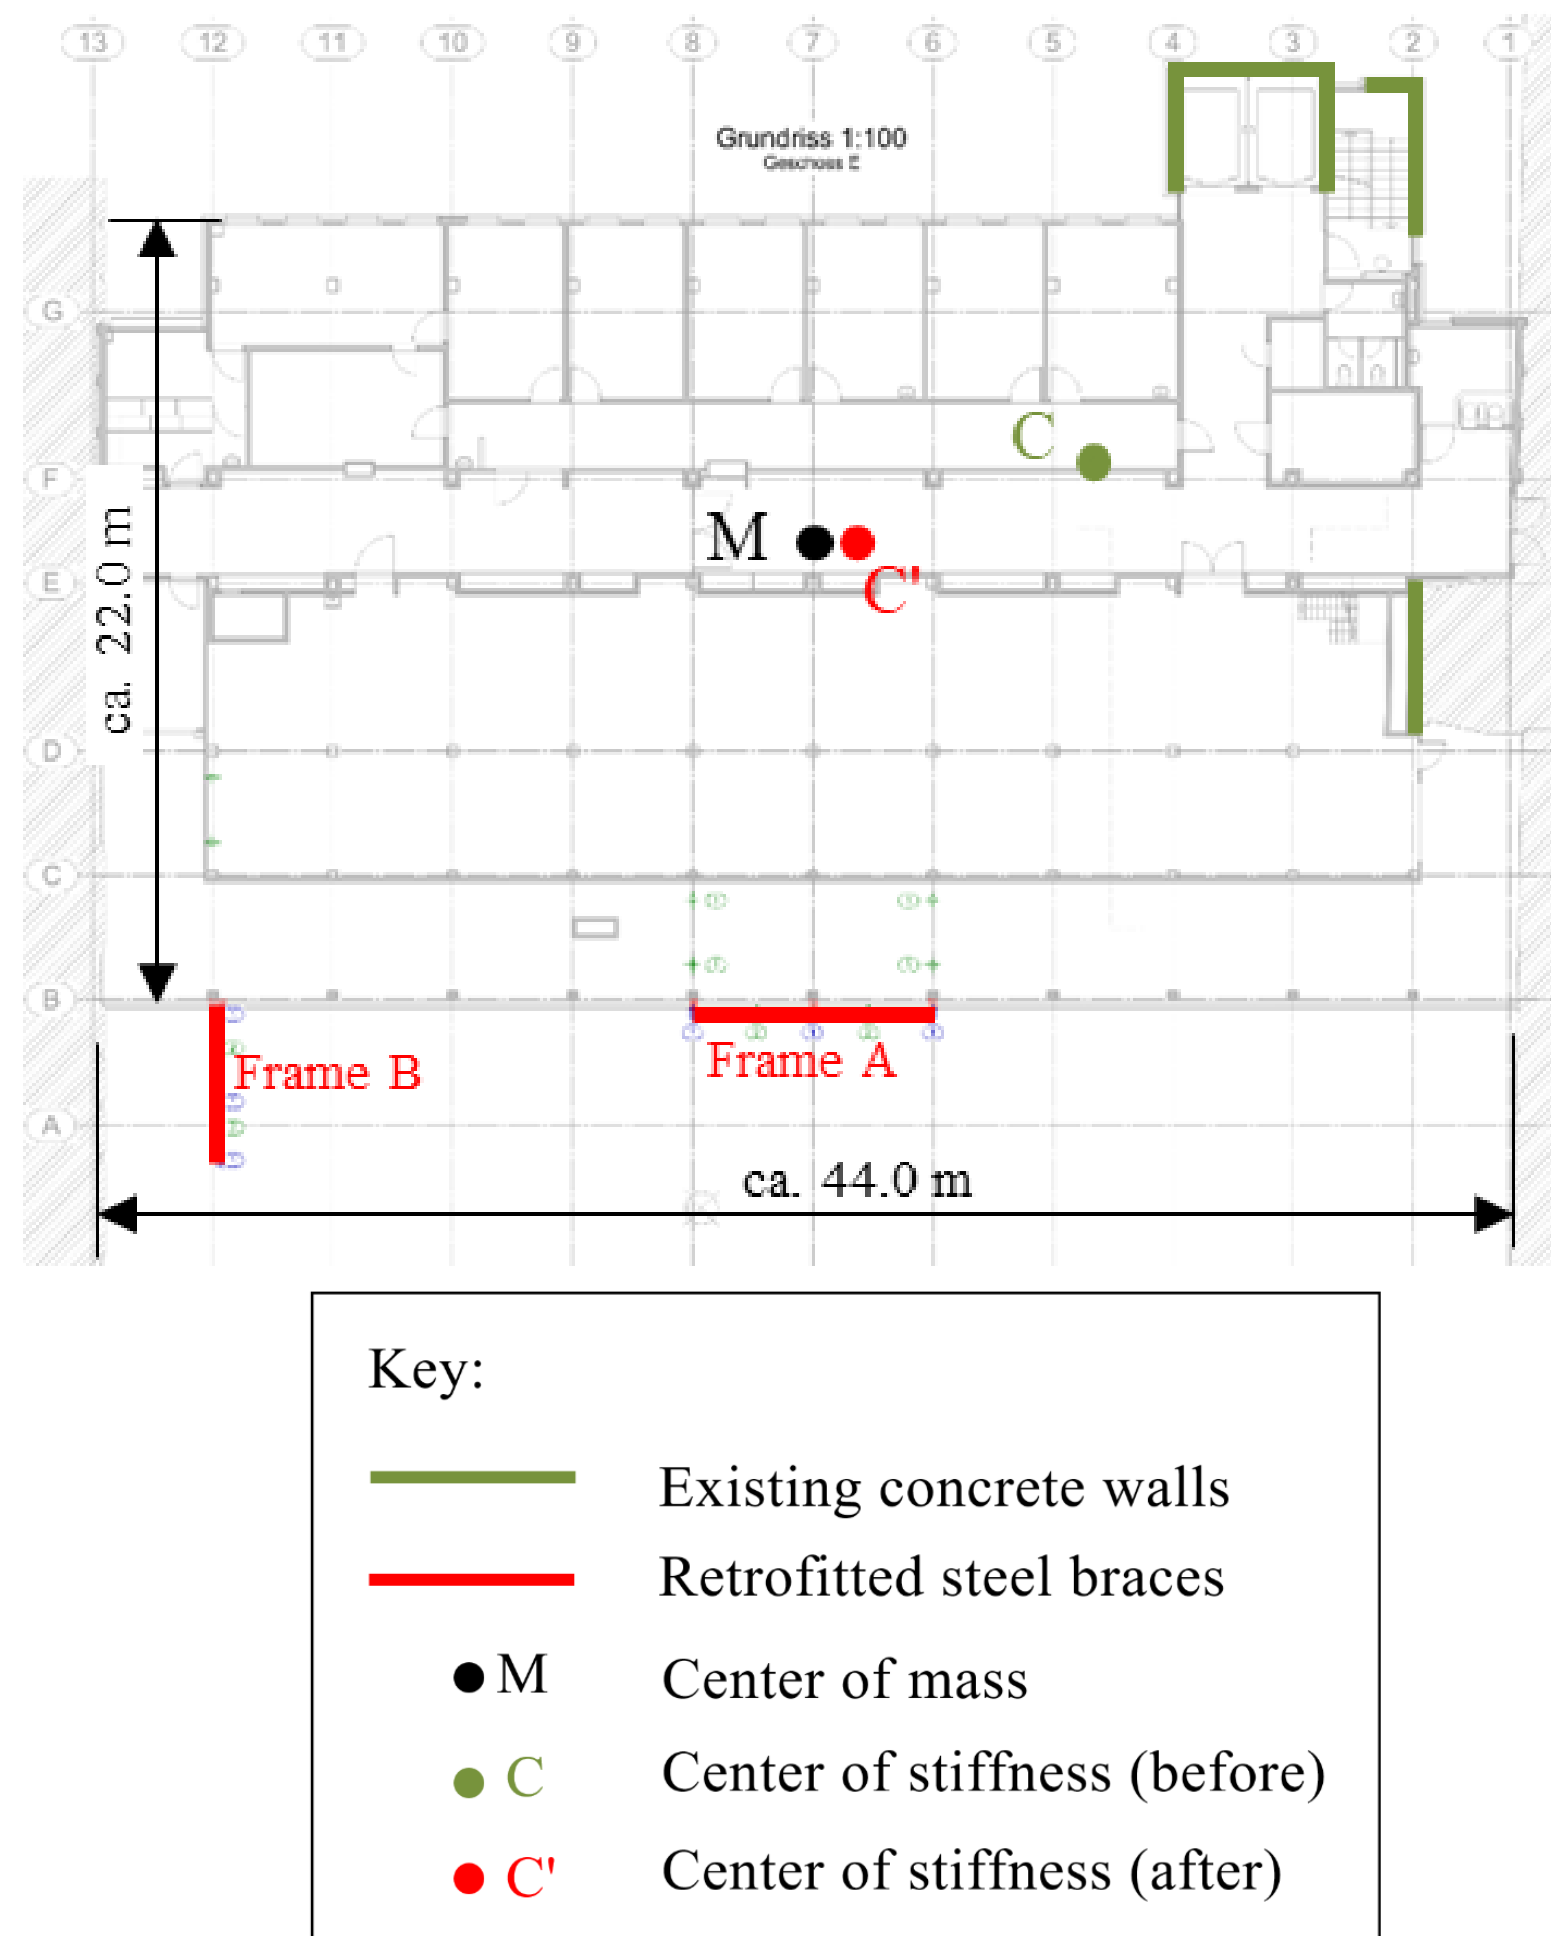 13 12 11 10 9 8 7 6 5 4 3 2 1
Grundriss 1:100
Geschoss E
G
C
F
M
C'
E
ca. 22.0 m
D
C
B
Frame A
Frame B
A
ca. 44.0 m
Key:
Existing concrete walls
Retrofitted steel braces
M Center of mass
C Center of stiffness (before)
C' Center of stiffness (after)